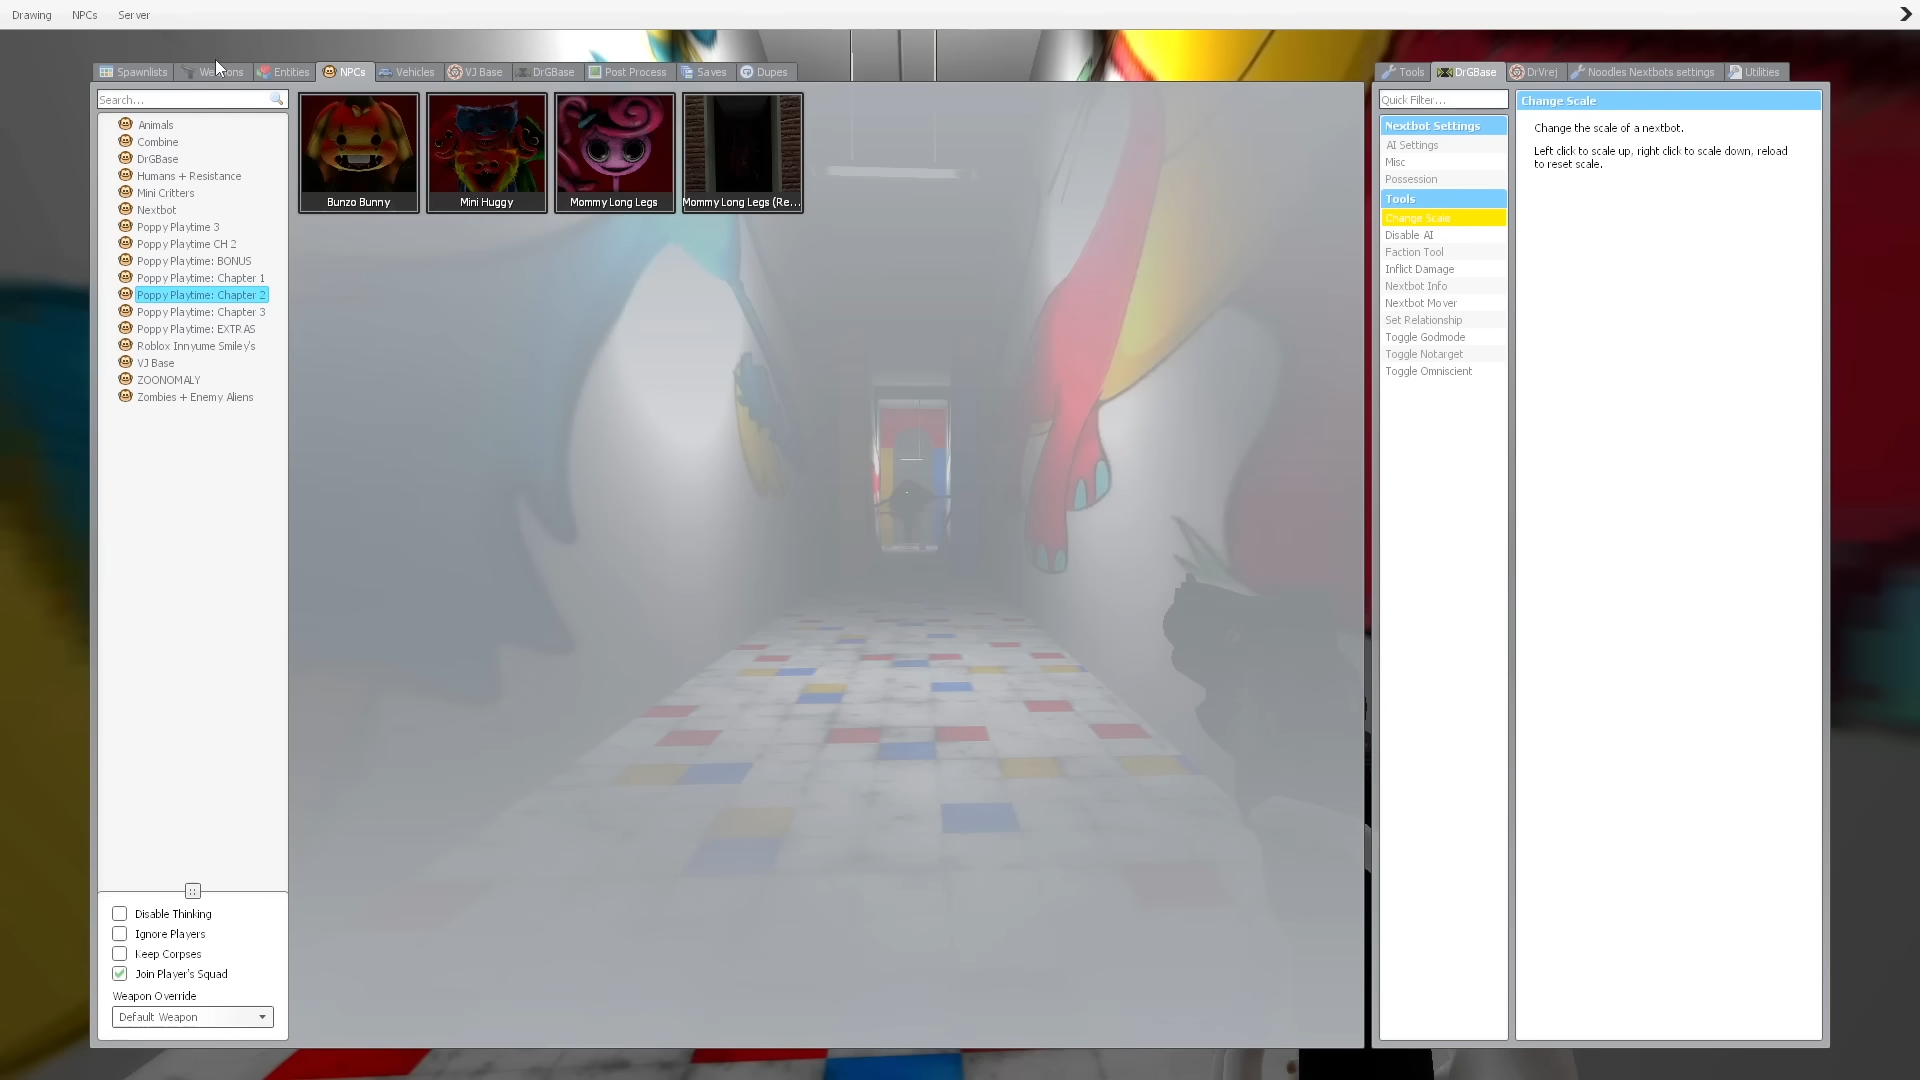 Drawing NPCs Server
Spawnlists Weapons Entities NPCs Vehicles VJ Base DrGBase Post Process Saves Dupes
Tools DrGBase DrVrej Noodles Nextbots settings Utilities
Search...
Animals
Combine
DrGBase
Humans + Resistance
Mini Critters
Nextbot
Poppy Playtime 3
Poppy Playtime CH 2
Poppy Playtime: BONUS
Poppy Playtime: Chapter 1
Poppy Playtime: Chapter 2
Poppy Playtime: Chapter 3
Poppy Playtime: EXTRAS
Roblox Innyume Smiley's
VJ Base
ZOONOMALY
Zombies + Enemy Aliens
Disable Thinking
Ignore Players
Keep Corpses
Join Player's Squad
Weapon Override
Default Weapon
Bunzo Bunny
Mini Huggy
Mommy Long Legs
Mommy Long Legs (Re...
Quick Filter...
Nextbot Settings
AI Settings
Misc
Possession
Tools
Change Scale
Disable AI
Faction Tool
Inflict Damage
Nextbot Info
Nextbot Mover
Set Relationship
Toggle Godmode
Toggle Notarget
Toggle Omniscient
Change Scale
Change the scale of a nextbot.
Left click to scale up, right click to scale down, reload
to reset scale.